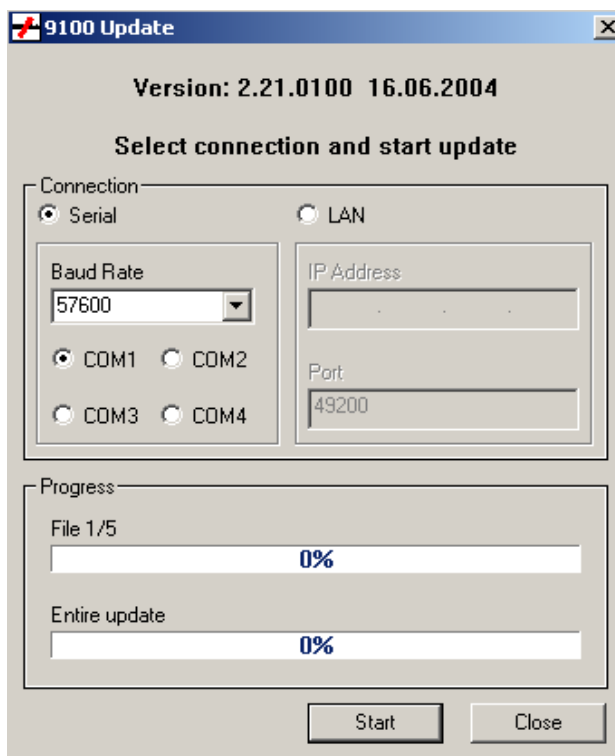 9100 Update
Version: 2.21.0100 16.06.2004
Select connection and start update
Connection
Serial
LAN
Baud Rate
57600
COM1 COM2
COM3 COM4
IP Address
. . .
Port
49200
Progress
File 1/5
0%
Entire update
0%
Start Close